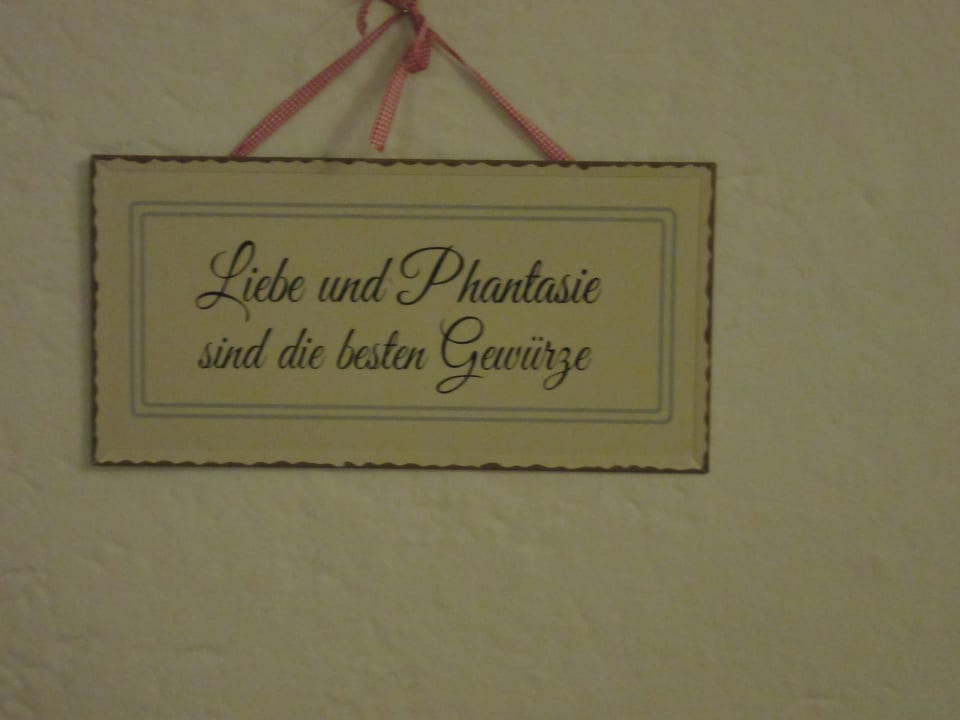 Liebe und Phantasie
sind die besten Gewürze